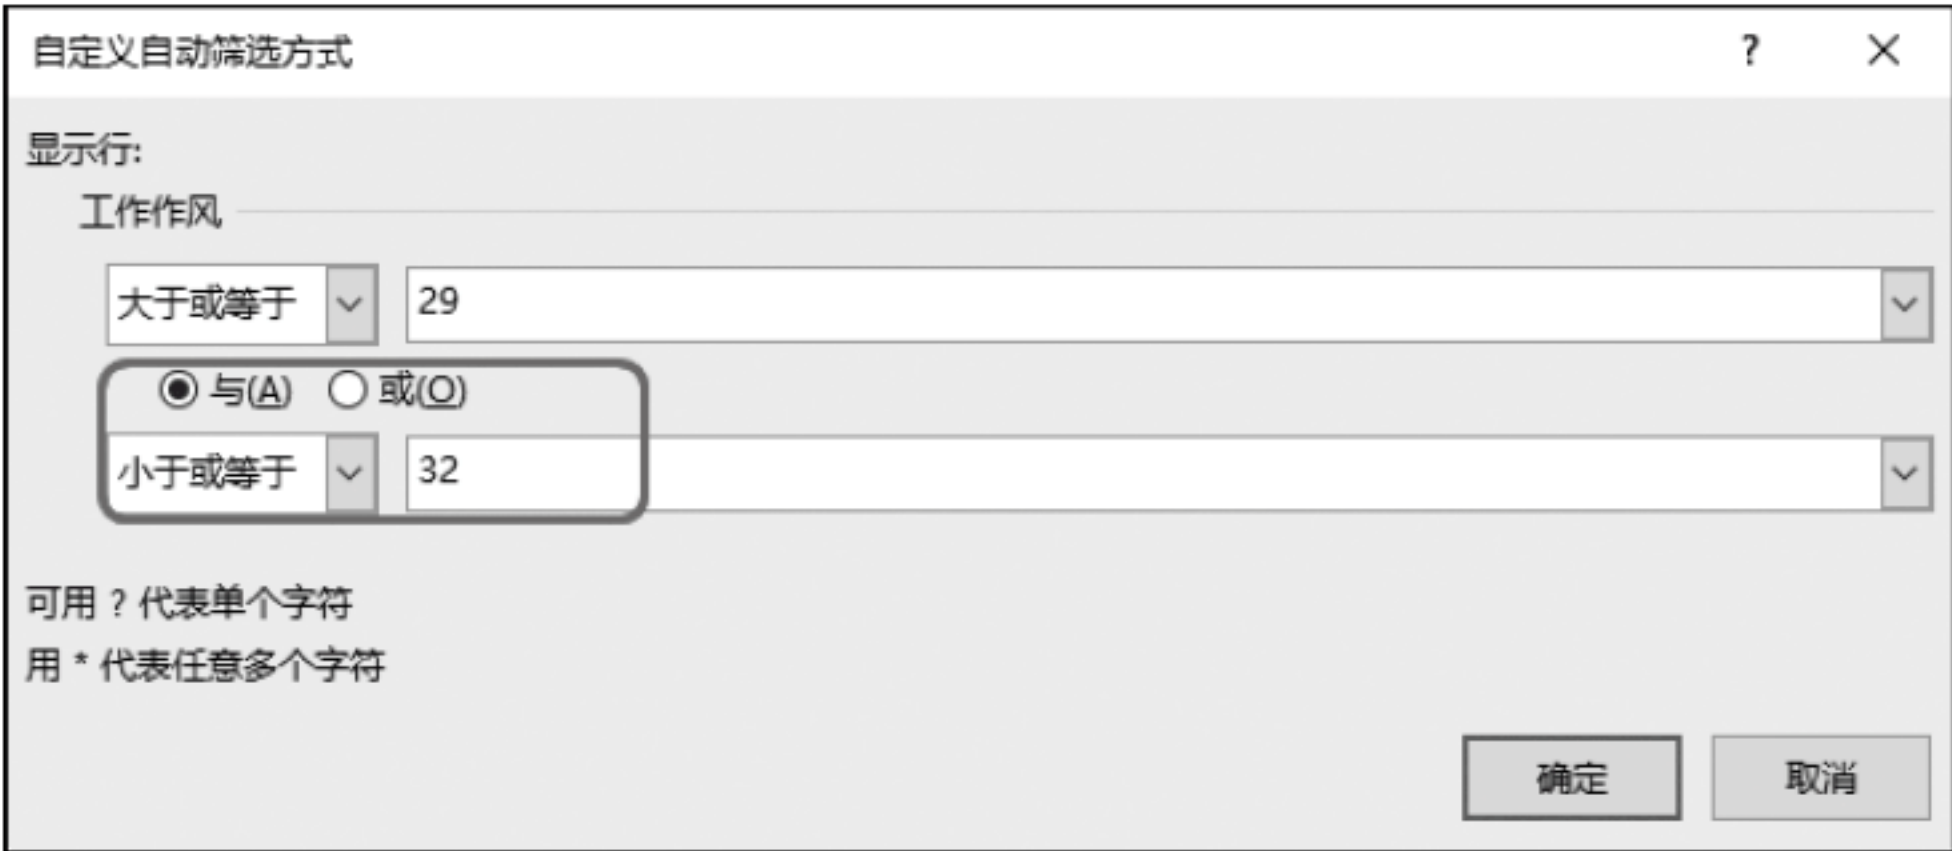 自定义自动筛选方式 ?
显示行:
工作作风
大于或等于 29
与(A) 或(O)
小于或等于 32
可用 ? 代表单个字符
用 * 代表任意多个字符
确定 取消